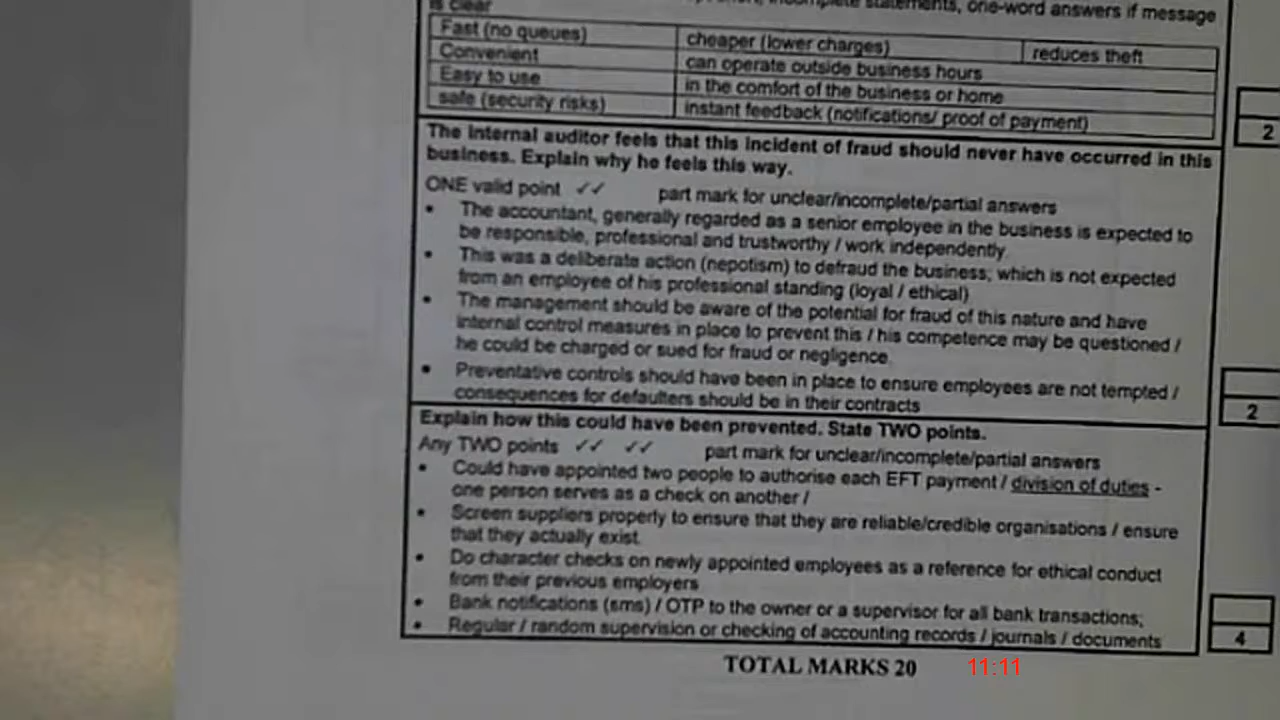 statements, one-word answers if message
is clear
Fast (no queues) cheaper (lower charges) reduces theft
Convenient can operate outside business hours
Easy to use in the comfort of the business or home
safe (security risks) instant feedback (notifications/ proof of payment)
2
The internal auditor feels that this incident of fraud should never have occurred in this
business. Explain why he feels this way.
ONE valid point ✓✓ part mark for unclear/incomplete/partial answers
• The accountant, generally regarded as a senior employee in the business is expected to
be responsible, professional and trustworthy / work independently.
• This was a deliberate action (nepotism) to defraud the business; which is not expected
from an employee of his professional standing (loyal / ethical)
• The management should be aware of the potential for fraud of this nature and have
internal control measures in place to prevent this / his competence may be questioned /
he could be charged or sued for fraud or negligence.
• Preventative controls should have been in place to ensure employees are not tempted /
consequences for defaulters should be in their contracts
2
Explain how this could have been prevented. State TWO points.
Any TWO points ✓✓ ✓✓ part mark for unclear/incomplete/partial answers
• Could have appointed two people to authorise each EFT payment / division of duties -
one person serves as a check on another /
• Screen suppliers properly to ensure that they are reliable/credible organisations / ensure
that they actually exist.
• Do character checks on newly appointed employees as a reference for ethical conduct
from their previous employers
• Bank notifications (sms) / OTP to the owner or a supervisor for all bank transactions;
• Regular / random supervision or checking of accounting records / journals / documents
4
TOTAL MARKS 20
11:11